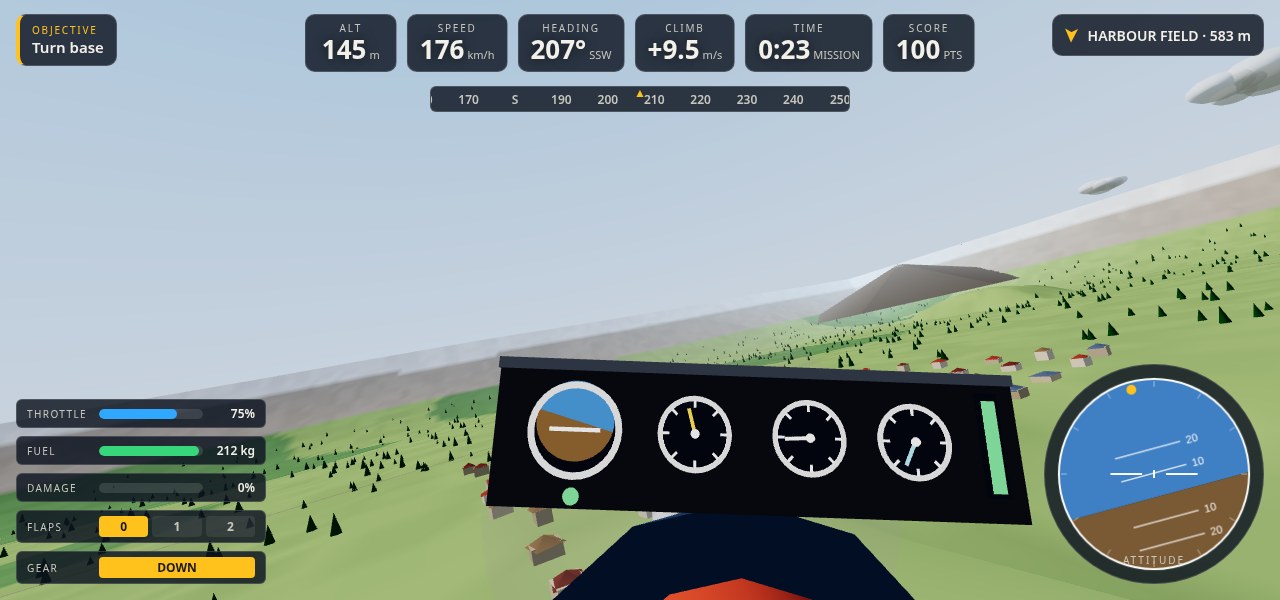 OBJECTIVE
Turn base
ALT
145 m
SPEED
176 km/h
HEADING
207° SSW
CLIMB
+9.5 m/s
TIME
0:23 MISSION
SCORE
100 PTS
HARBOUR FIELD · 583 m
170 S 190 200 210 220 230 240 250
THROTTLE 75%
FUEL 212 kg
DAMAGE 0%
FLAPS 0 1 2
GEAR DOWN
20
10
10
20
ATTITUDE